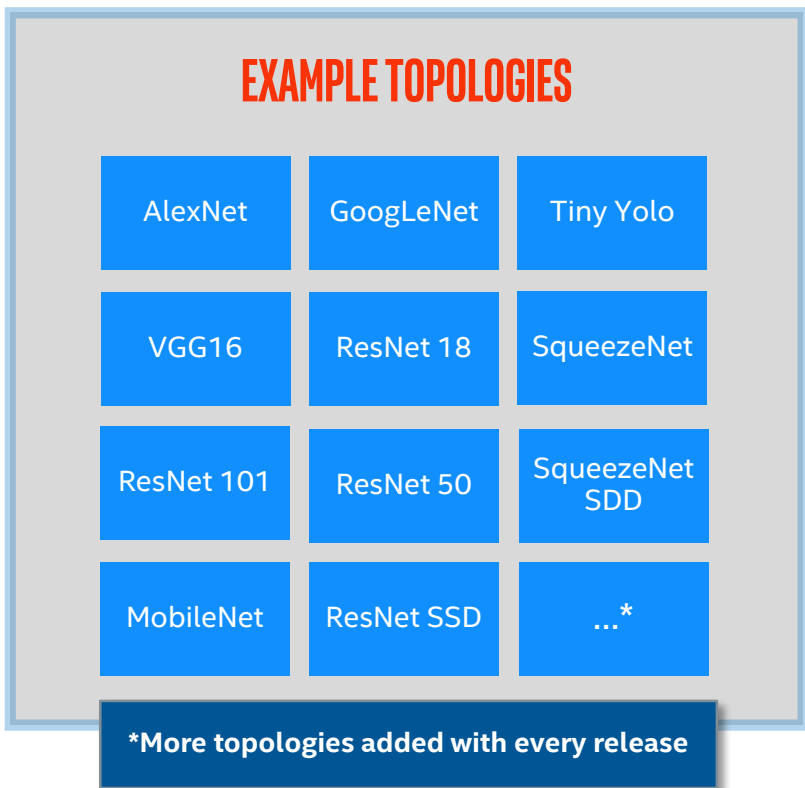 EXAMPLE TOPOLOGIES
AlexNet
GoogLeNet
Tiny Yolo
VGG16
ResNet 18
SqueezeNet
ResNet 101
ResNet 50
SqueezeNet
SDD
MobileNet
ResNet SSD
...*
*More topologies added with every release